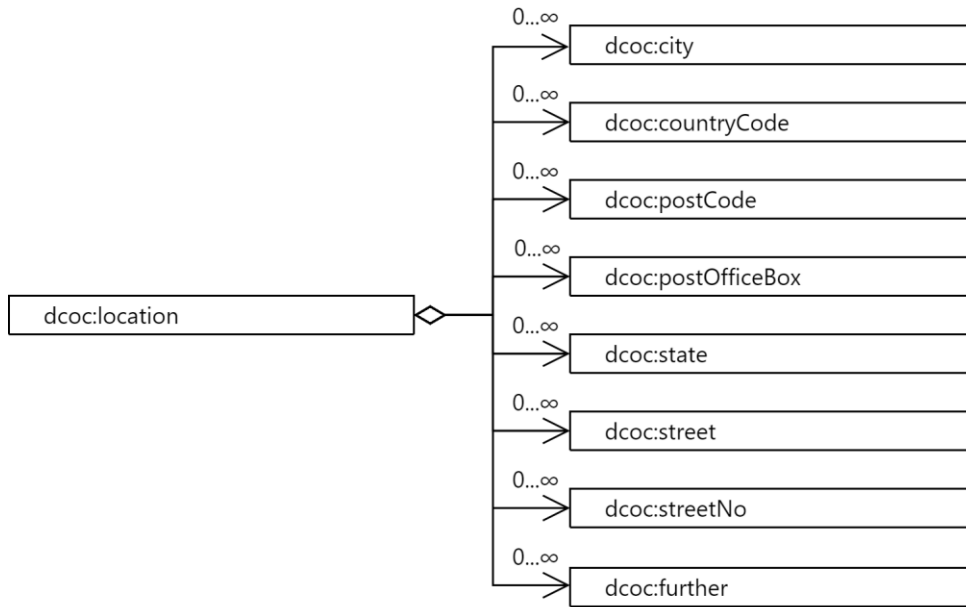 0...∞
dcoc:city
0...∞
dcoc:countryCode
0...∞
dcoc:postCode
0...∞
dcoc:postOfficeBox
dcoc:location
0...∞
dcoc:state
0...∞
dcoc:street
0...∞
dcoc:streetNo
0...∞
dcoc:further